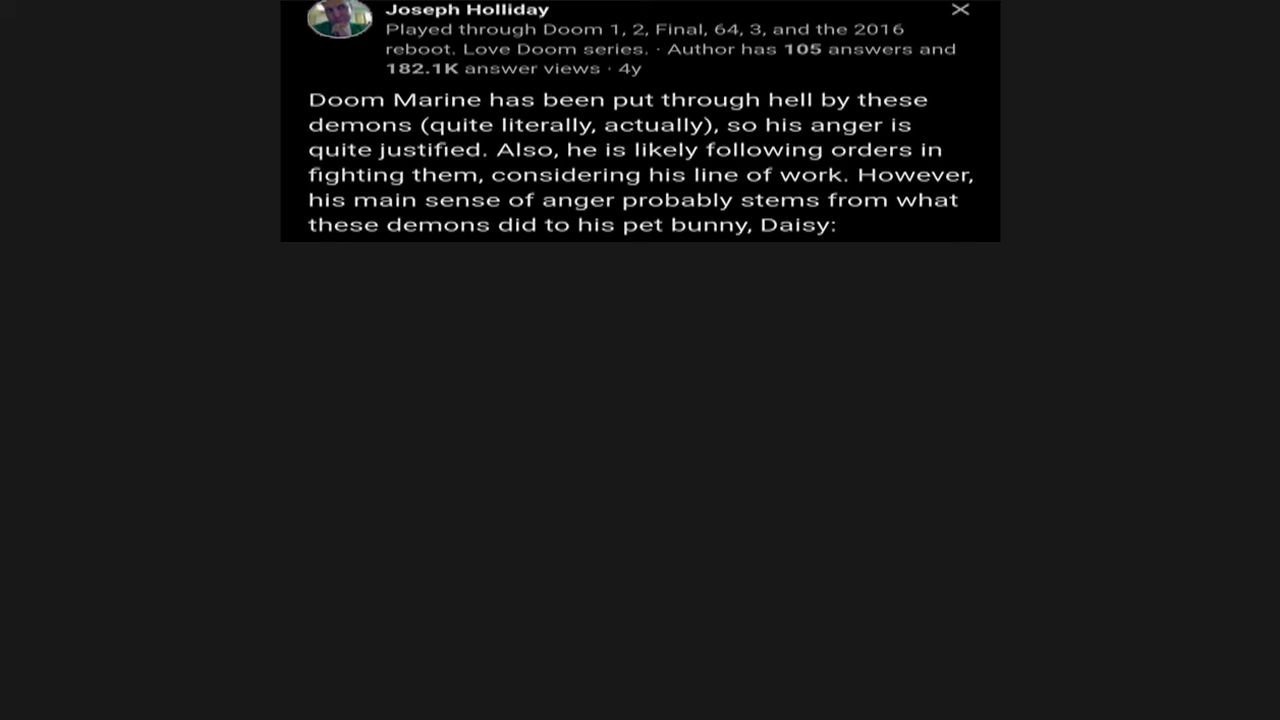 Joseph Holliday
Played through Doom 1, 2, Final, 64, 3, and the 2016
reboot. Love Doom series. · Author has 105 answers and
182.1K answer views · 4y
Doom Marine has been put through hell by these
demons (quite literally, actually), so his anger is
quite justified. Also, he is likely following orders in
fighting them, considering his line of work. However,
his main sense of anger probably stems from what
these demons did to his pet bunny, Daisy: